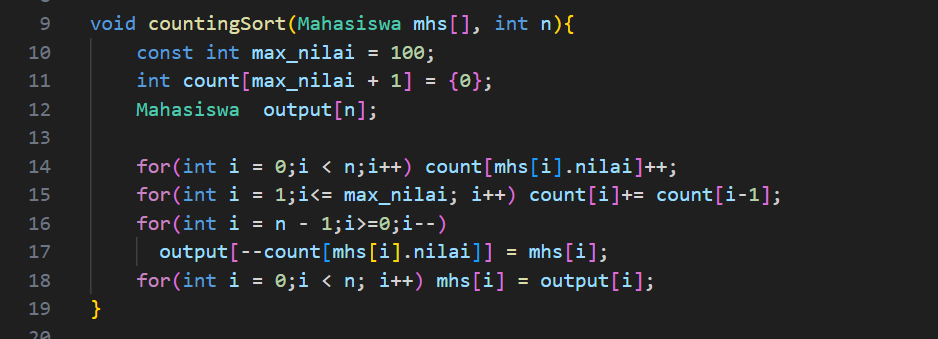 9 void countingSort(Mahasiswa mhs[], int n){
10     const int max_nilai = 100;
11     int count[max_nilai + 1] = {0};
12     Mahasiswa  output[n];
13
14     for(int i = 0;i < n;i++) count[mhs[i].nilai]++;
15     for(int i = 1;i<= max_nilai; i++) count[i]+= count[i-1];
16     for(int i = n - 1;i>=0;i--)
17       output[--count[mhs[i].nilai]] = mhs[i];
18     for(int i = 0;i < n; i++) mhs[i] = output[i];
19 }
20